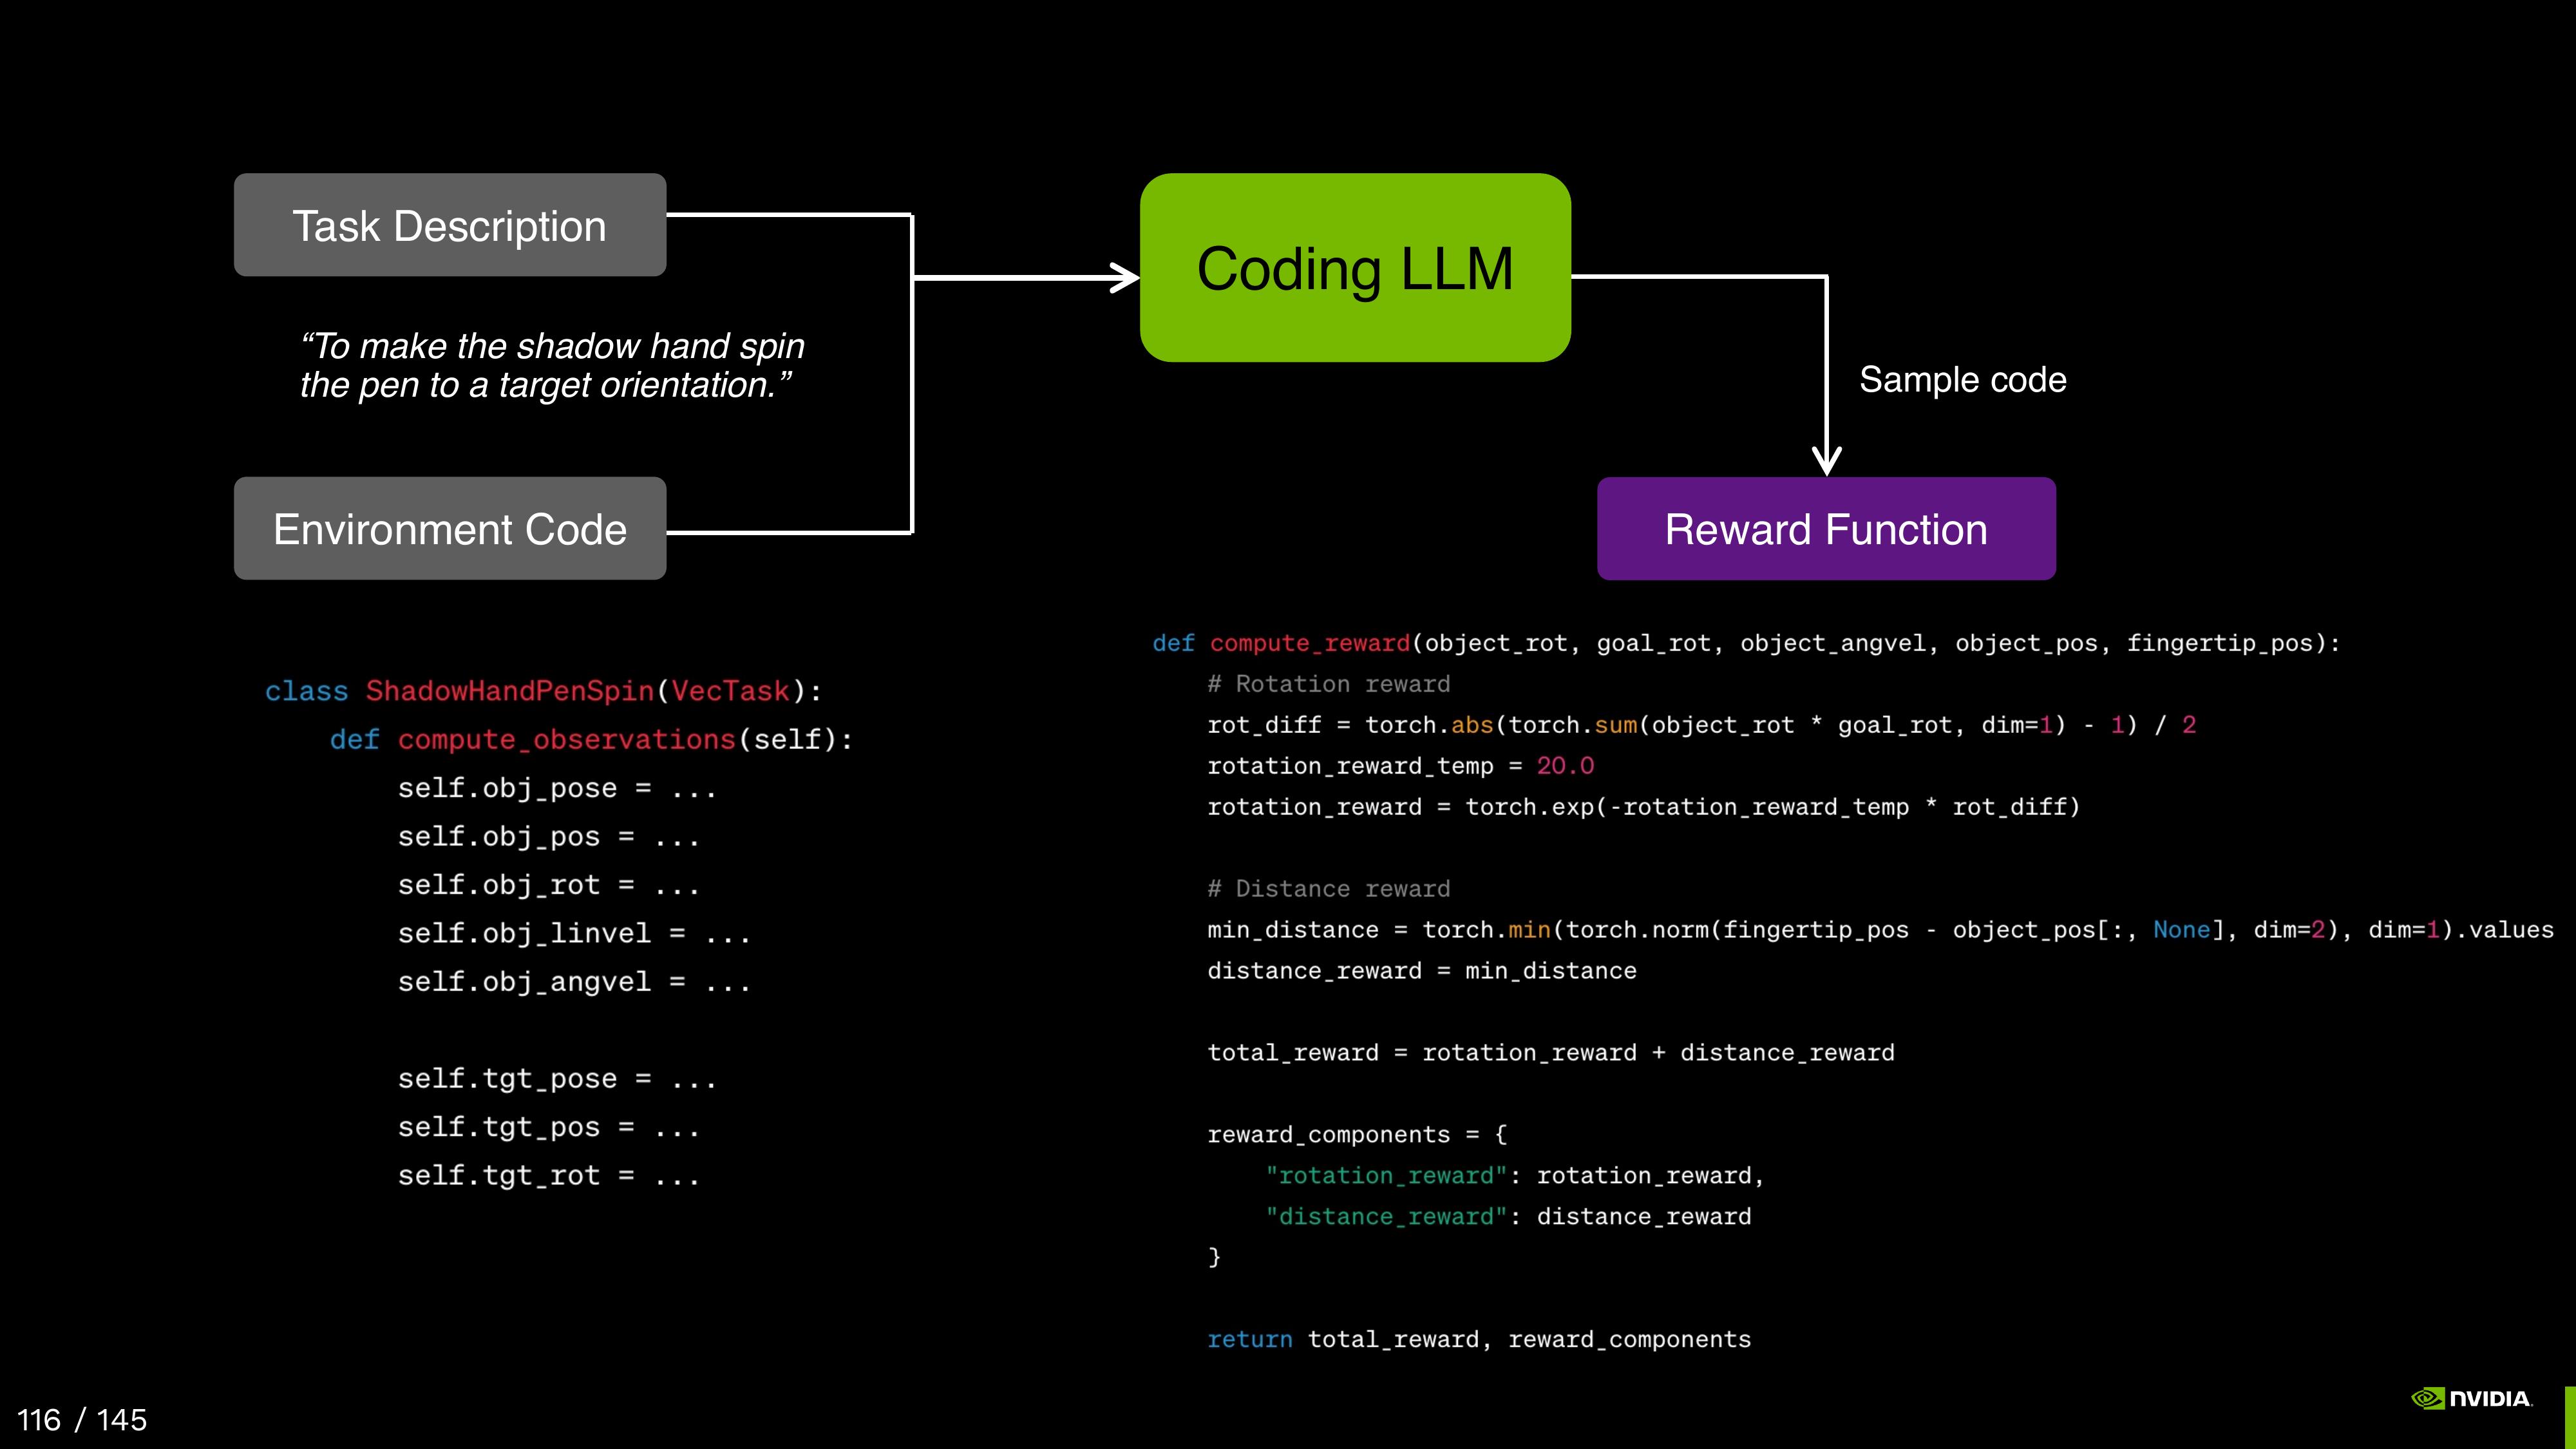 Task Description
“To make the shadow hand spin
the pen to a target orientation.”
Environment Code
class ShadowHandPenSpin(VecTask):
    def compute_observations(self):
        self.obj_pose = ...
        self.obj_pos = ...
        self.obj_rot = ...
        self.obj_linvel = ...
        self.obj_angvel = ...
        self.tgt_pose = ...
        self.tgt_pos = ...
        self.tgt_rot = ...
Coding LLM
Sample code
Reward Function
def compute_reward(object_rot, goal_rot, object_angvel, object_pos, fingertip_pos):
    # Rotation reward
    rot_diff = torch.abs(torch.sum(object_rot * goal_rot, dim=1) - 1) / 2
    rotation_reward_temp = 20.0
    rotation_reward = torch.exp(-rotation_reward_temp * rot_diff)
    # Distance reward
    min_distance = torch.min(torch.norm(fingertip_pos - object_pos[:, None], dim=2), dim=1).values
    distance_reward = min_distance
    total_reward = rotation_reward + distance_reward
    reward_components = {
        "rotation_reward": rotation_reward,
        "distance_reward": distance_reward
    }
    return total_reward, reward_components
116 / 145
NVIDIA.